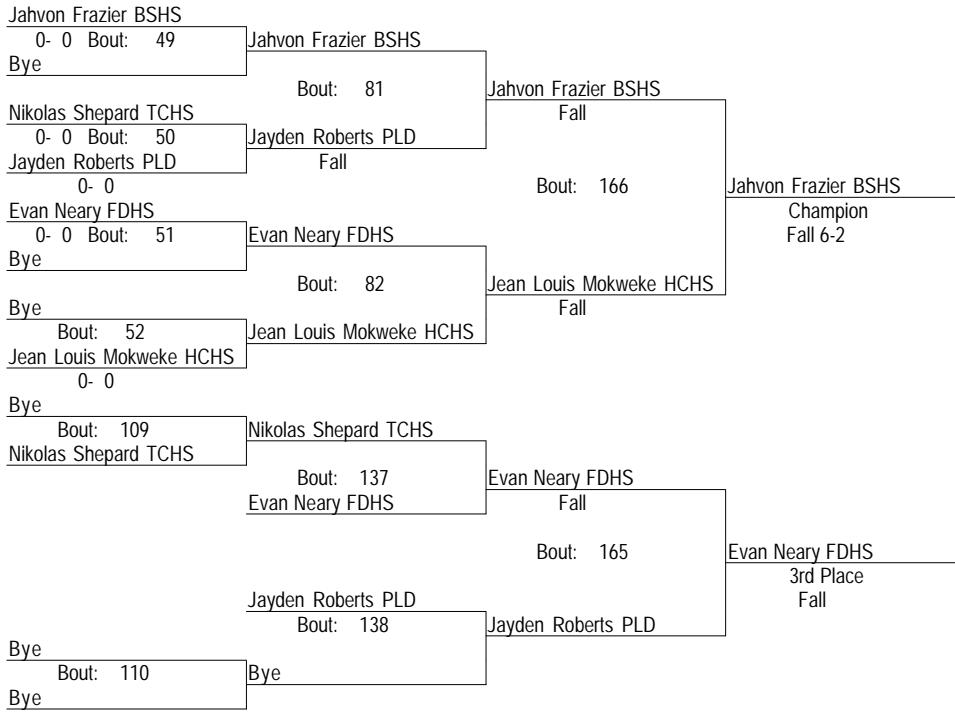 Jahvon Frazier BSHS
0- 0 Bout: 49
Bye
Jahvon Frazier BSHS
Bout: 81
Nikolas Shepard TCHS
0- 0 Bout: 50
Jayden Roberts PLD
0- 0
Jayden Roberts PLD
Fall
Jahvon Frazier BSHS
Fall
Bout: 166
Evan Neary FDHS
0- 0 Bout: 51
Bye
Evan Neary FDHS
Bout: 82
Bye
Bout: 52
Jean Louis Mokweke HCHS
0- 0
Jean Louis Mokweke HCHS
Jean Louis Mokweke HCHS
Fall
Jahvon Frazier BSHS
Champion
Fall 6-2
Bye
Bout: 109
Nikolas Shepard TCHS
Nikolas Shepard TCHS
Bout: 137
Evan Neary FDHS
Evan Neary FDHS
Fall
Bout: 165
Jayden Roberts PLD
Bout: 138
Bye
Bout: 110
Bye
Bye
Jayden Roberts PLD
Evan Neary FDHS
3rd Place
Fall